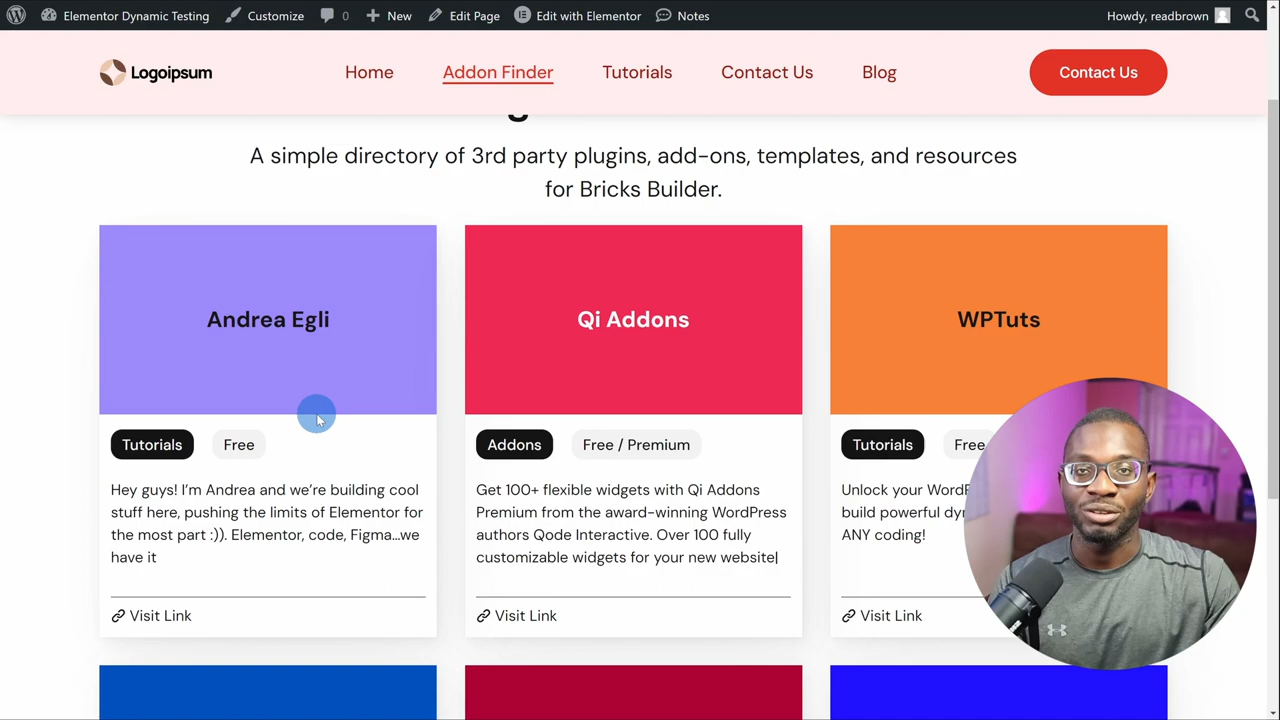 Elementor Dynamic Testing Customize 0 New Edit Page Edit with Elementor Notes Howdy, readbrown
Logoipsum Home Addon Finder Tutorials Contact Us Blog Contact Us
A simple directory of 3rd party plugins, add-ons, templates, and resources
for Bricks Builder.
Andrea Egli
Tutorials Free
Hey guys! I'm Andrea and we're building cool
stuff here, pushing the limits of Elementor for
the most part :)). Elementor, code, Figma...we
have it
Visit Link
Qi Addons
Addons Free / Premium
Get 100+ flexible widgets with Qi Addons
Premium from the award-winning WordPress
authors Qode Interactive. Over 100 fully
customizable widgets for your new website|
Visit Link
WPTuts
Tutorials Free
Unlock your
build powerful
ANY coding!
Visit Link